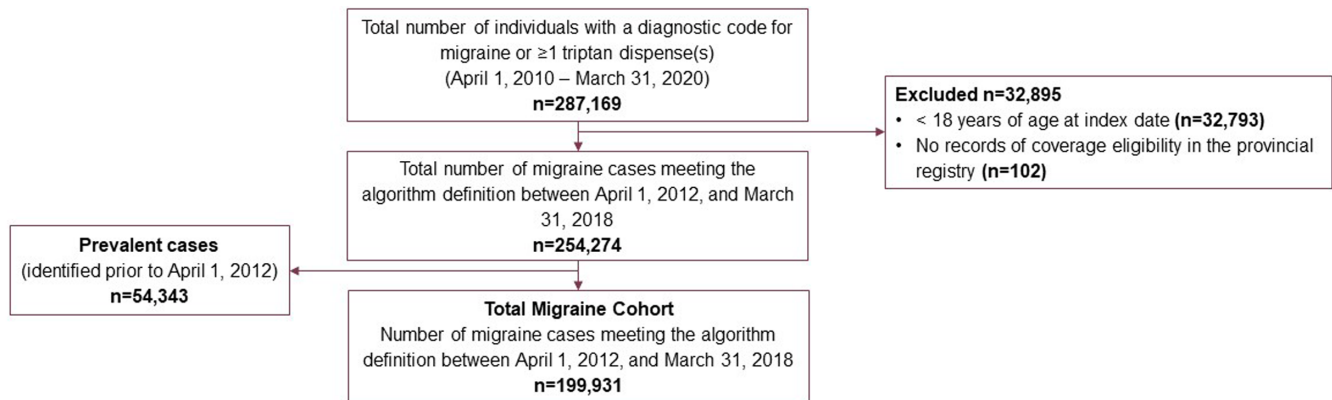 Total number of individuals with a diagnostic code for
migraine or ≥1 triptan dispense(s)
(April 1, 2010 – March 31, 2020)
n=287,169
Excluded n=32,895
• < 18 years of age at index date (n=32,793)
• No records of coverage eligibility in the provincial
registry (n=102)
Total number of migraine cases meeting the
algorithm definition between April 1, 2012, and March
31, 2018
n=254,274
Prevalent cases
(identified prior to April 1, 2012)
n=54,343
Total Migraine Cohort
Number of migraine cases meeting the algorithm
definition between April 1, 2012, and March 31, 2018
n=199,931